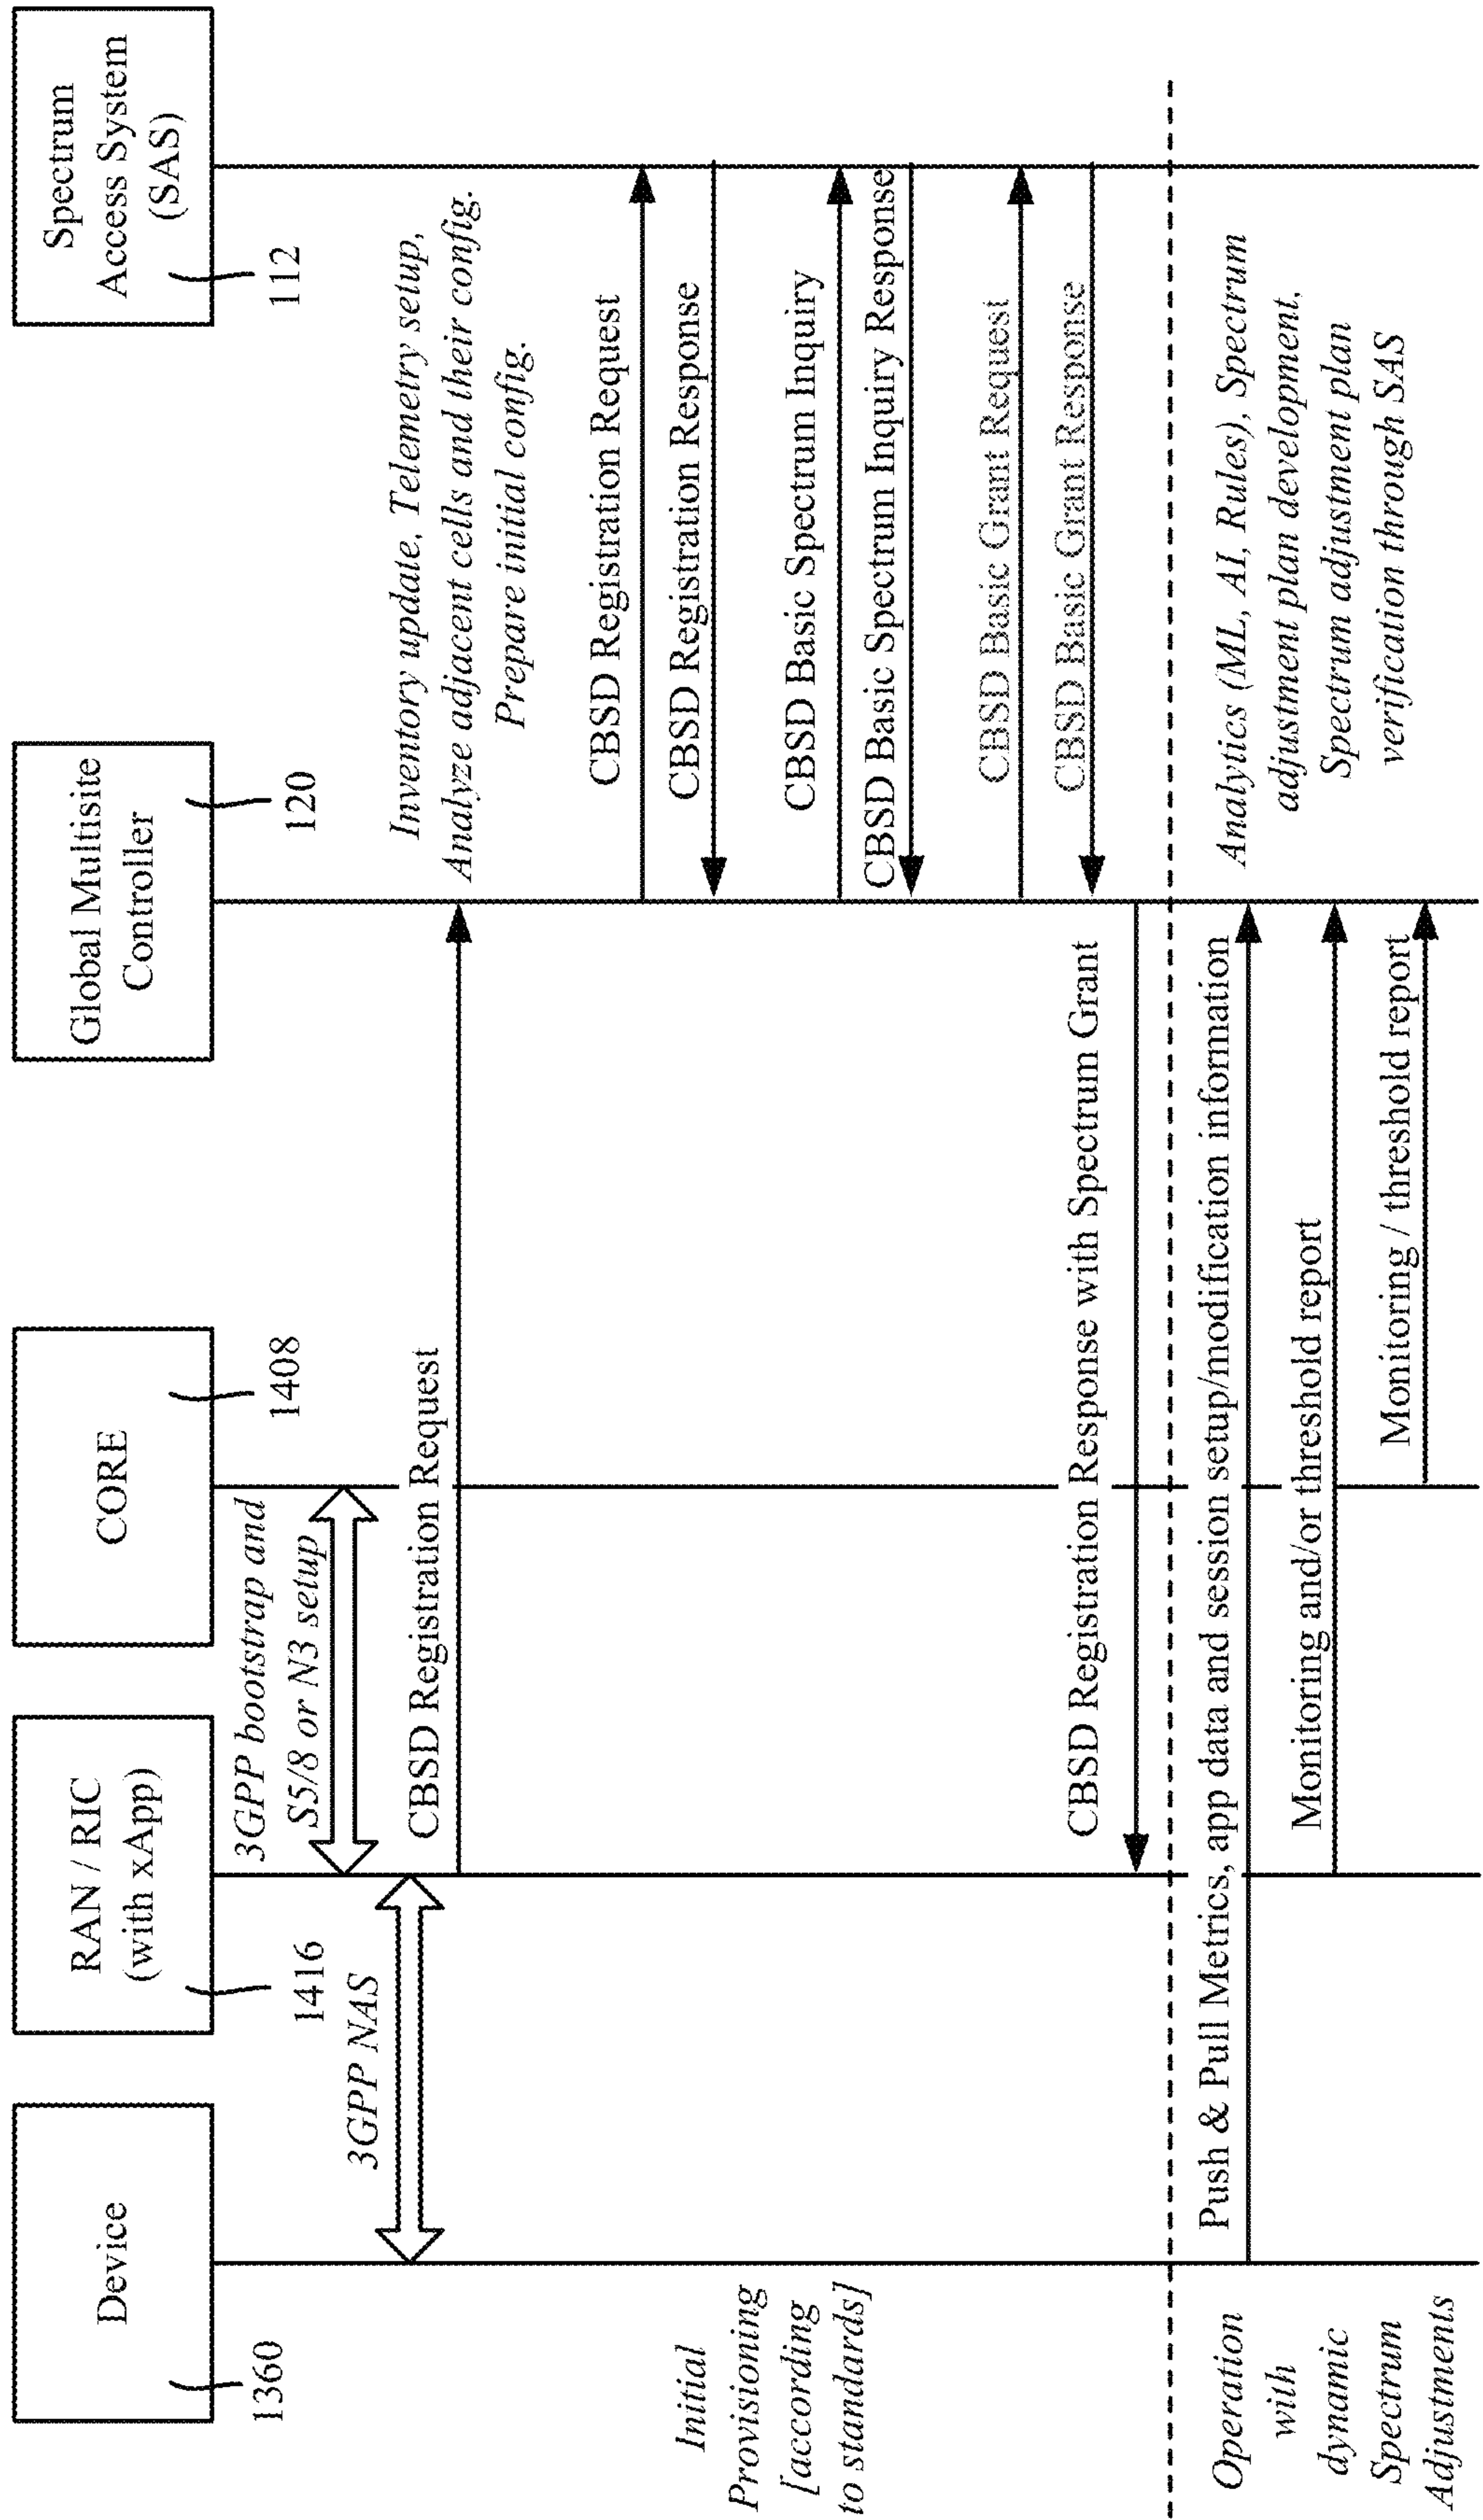 Device
1360
RAN / RIC
(with xApp)
1416
CORE
1408
Global Multisite
Controller
120
Spectrum
Access System
(SAS)
112
3GPP bootstrap and
S5/8 or N3 setup
3GPP NAS
CBSD Registration Request
Inventory update, Telemetry setup,
Analyze adjacent cells and their config.
Prepare initial config.
CBSD Registration Request
CBSD Registration Response
CBSD Basic Spectrum Inquiry
CBSD Basic Spectrum Inquiry Response
CBSD Basic Grant Request
CBSD Basic Grant Response
CBSD Registration Response with Spectrum Grant
Initial
Provisioning
[according
to standards]
Operation
with
dynamic
Spectrum
Adjustments
Push & Pull Metrics, app data and session setup/modification information
Monitoring and/or threshold report
Monitoring / threshold report
Analytics (ML, AI, Rules), Spectrum
adjustment plan development,
Spectrum adjustment plan
verification through SAS